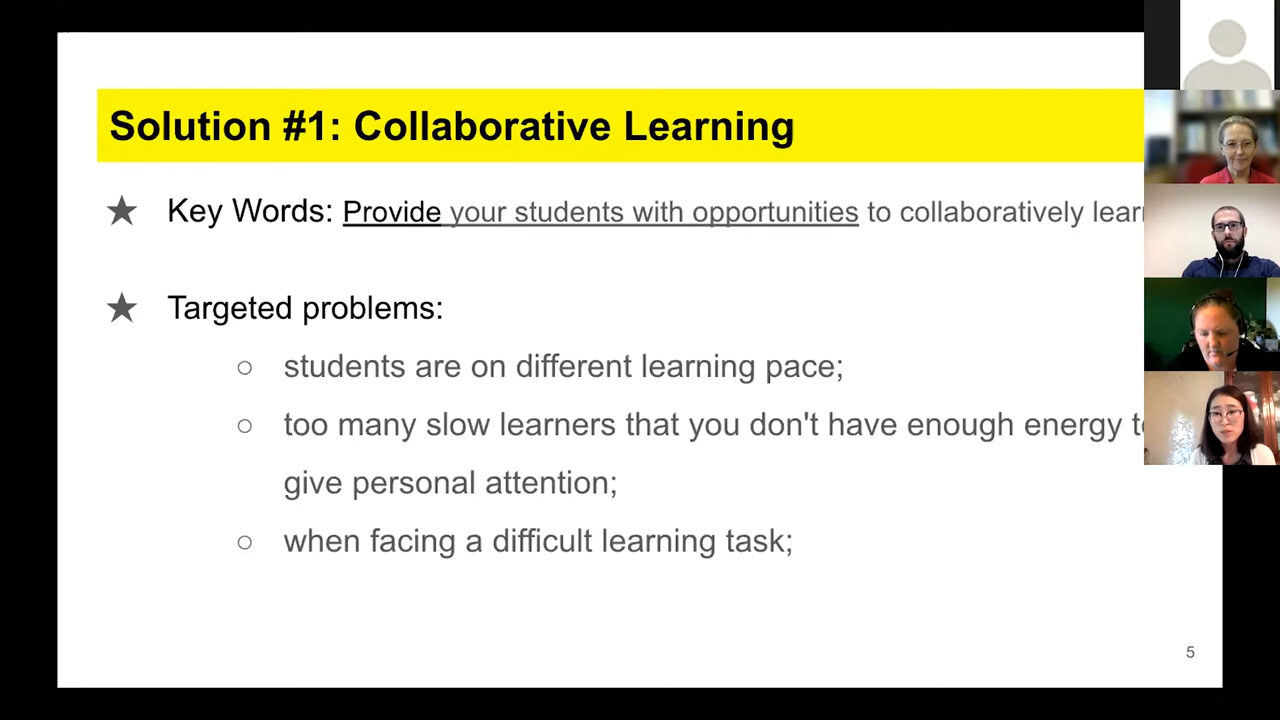 Solution #1: Collaborative Learning
★ Key Words: Provide your students with opportunities to collaboratively
★ Targeted problems:
○ students are on different learning pace;
○ too many slow learners that you don't have enough energy
give personal attention;
○ when facing a difficult learning task;
5